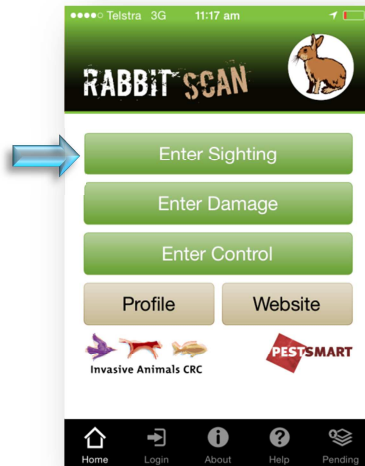 Telstra 3G 11:17 am
RABBIT SCAN
Enter Sighting
Enter Damage
Enter Control
Profile Website
Invasive Animals CRC
PESTSMART
Home Login About Help Pending